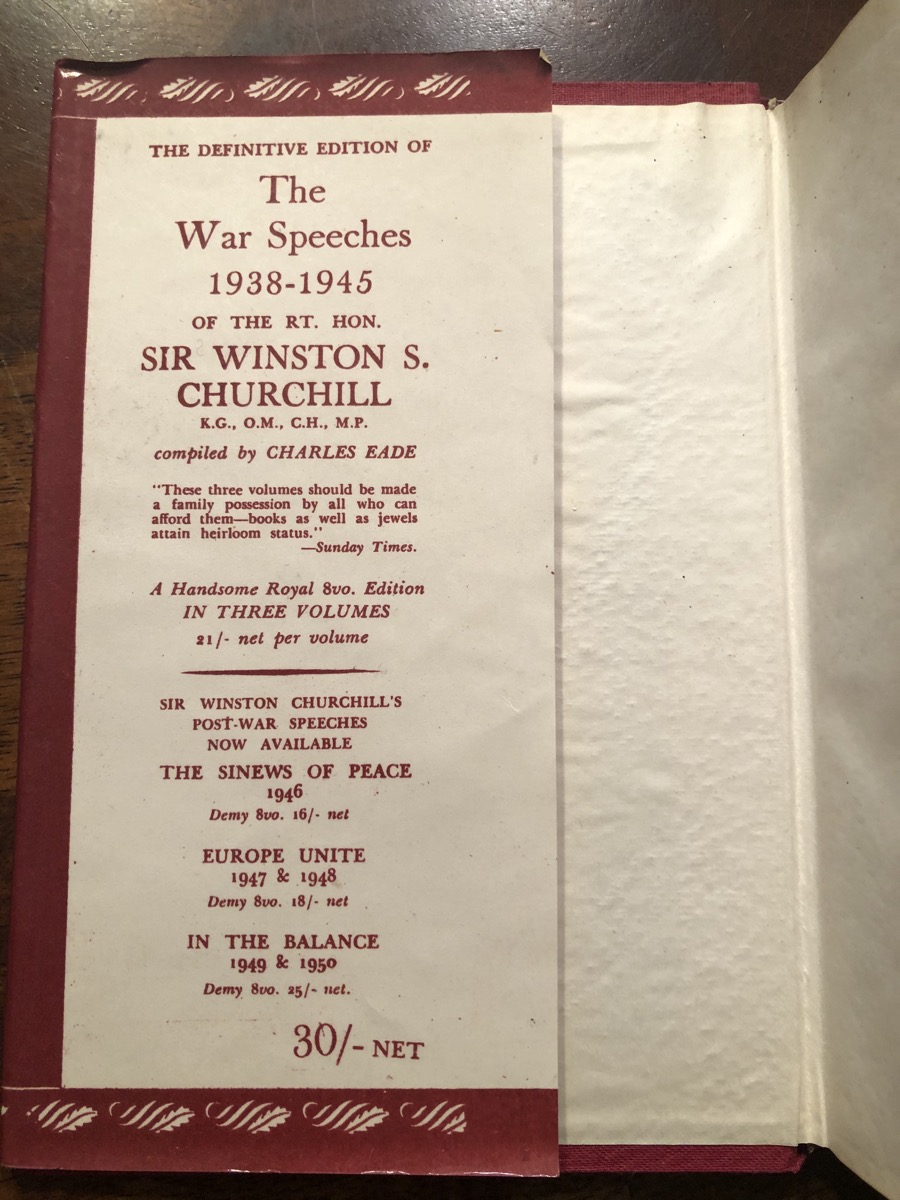 THE DEFINITIVE EDITION OF
The
War Speeches
1938-1945
OF THE RT. HON.
SIR WINSTON S.
CHURCHILL
K.G., O.M., C.H., M.P.
compiled by CHARLES EADE
"These three volumes should be made
a family possession by all who can
afford them—books as well as jewels
attain heirloom status."
—Sunday Times.
A Handsome Royal 8vo. Edition
IN THREE VOLUMES
21/- net per volume
SIR WINSTON CHURCHILL'S
POST-WAR SPEECHES
NOW AVAILABLE
THE SINEWS OF PEACE
1946
Demy 8vo. 16/- net
EUROPE UNITE
1947 & 1948
Demy 8vo. 18/- net
IN THE BALANCE
1949 & 1950
Demy 8vo. 25/- net.
30/- NET